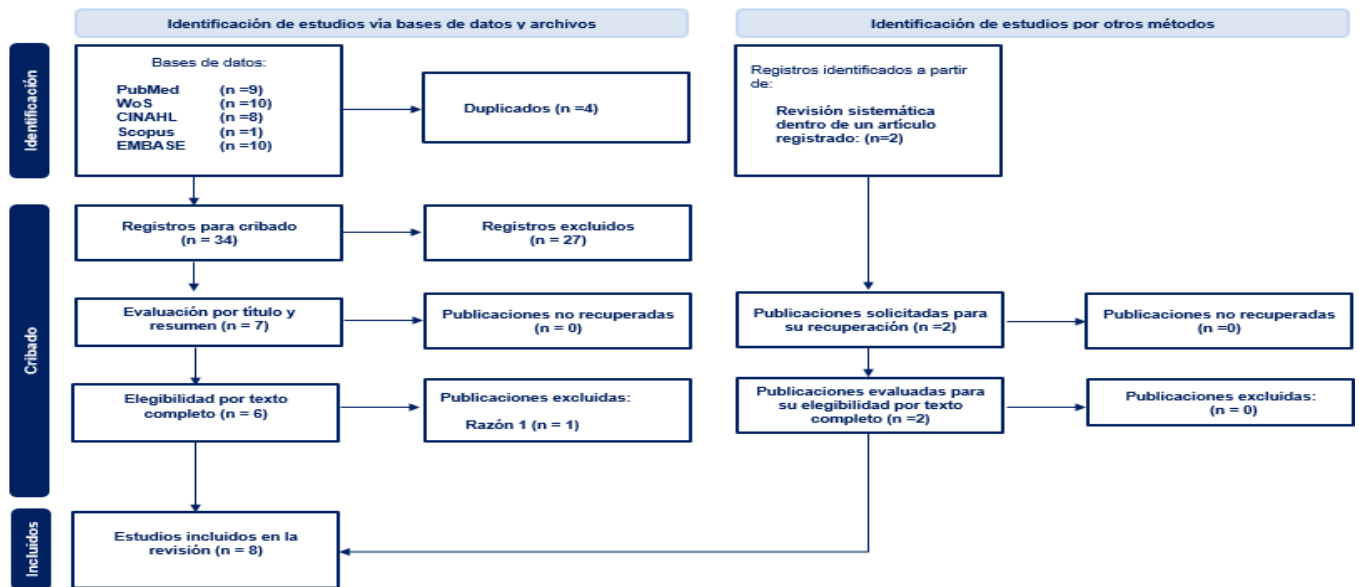 Identificación de estudios vía bases de datos y archivos
Identificación de estudios por otros métodos
Identificación
Bases de datos:
PubMed (n =9)
WoS (n =10)
CINAHL (n =8)
Scopus (n =1)
EMBASE (n =10)
Duplicados (n =4)
Registros identificados a partir
de:
Revisión sistemática
dentro de un artículo
registrado: (n=2)
Cribado
Registros para cribado
(n = 34)
Registros excluidos
(n = 27)
Evaluación por título y
resumen (n = 7)
Publicaciones no recuperadas
(n = 0)
Publicaciones solicitadas para
su recuperación (n =2)
Publicaciones no recuperadas
(n =0)
Elegibilidad por texto
completo (n = 6)
Publicaciones excluidas:
Razón 1 (n = 1)
Publicaciones evaluadas para
su elegibilidad por texto
completo (n =2)
Publicaciones excluidas:
(n = 0)
Incluidos
Estudios incluidos en la
revisión (n = 8)